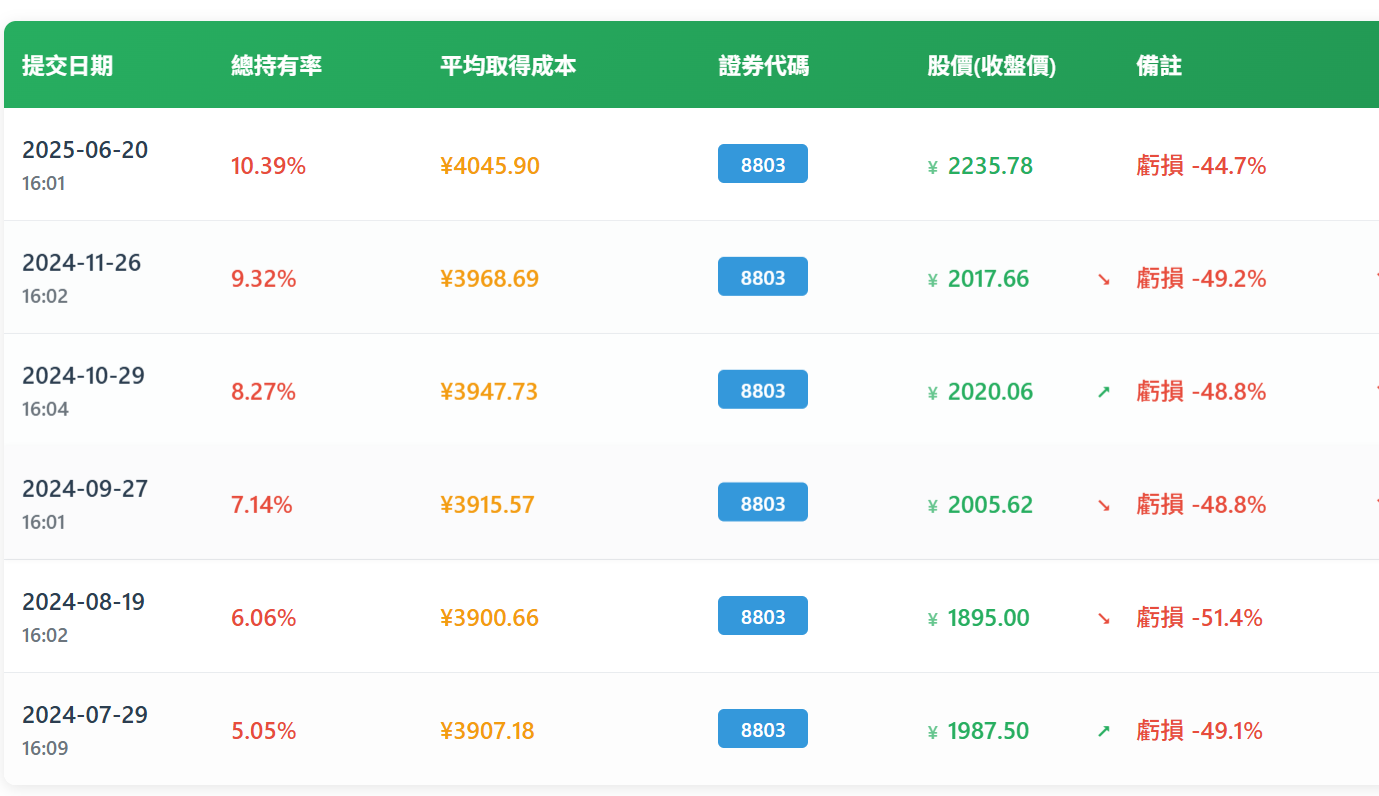 提交日期 總持有率 平均取得成本 證券代碼 股價(收盤價) 備註
2025-06-20
16:01
10.39% ¥4045.90 8803 ¥ 2235.78 虧損 -44.7%
2024-11-26
16:02
9.32% ¥3968.69 8803 ¥ 2017.66 ↘ 虧損 -49.2%
2024-10-29
16:04
8.27% ¥3947.73 8803 ¥ 2020.06 ↗ 虧損 -48.8%
2024-09-27
16:01
7.14% ¥3915.57 8803 ¥ 2005.62 ↘ 虧損 -48.8%
2024-08-19
16:02
6.06% ¥3900.66 8803 ¥ 1895.00 ↘ 虧損 -51.4%
2024-07-29
16:09
5.05% ¥3907.18 8803 ¥ 1987.50 ↗ 虧損 -49.1%